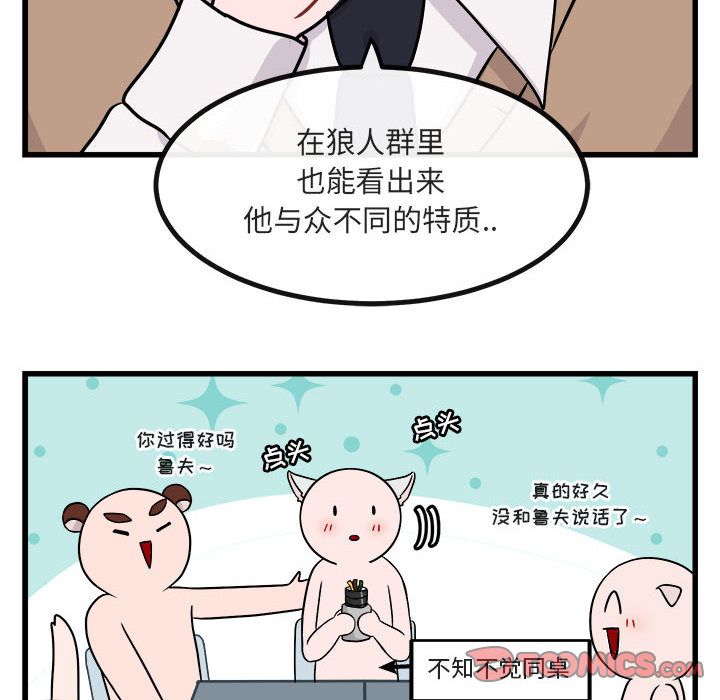 在狼人群里
也能看出来
他与众不同的特质..
你过得好吗
鲁夫~
点头
点头
真的好久
没和鲁夫说话了~
不知不觉同桌
TOOMICS.COM